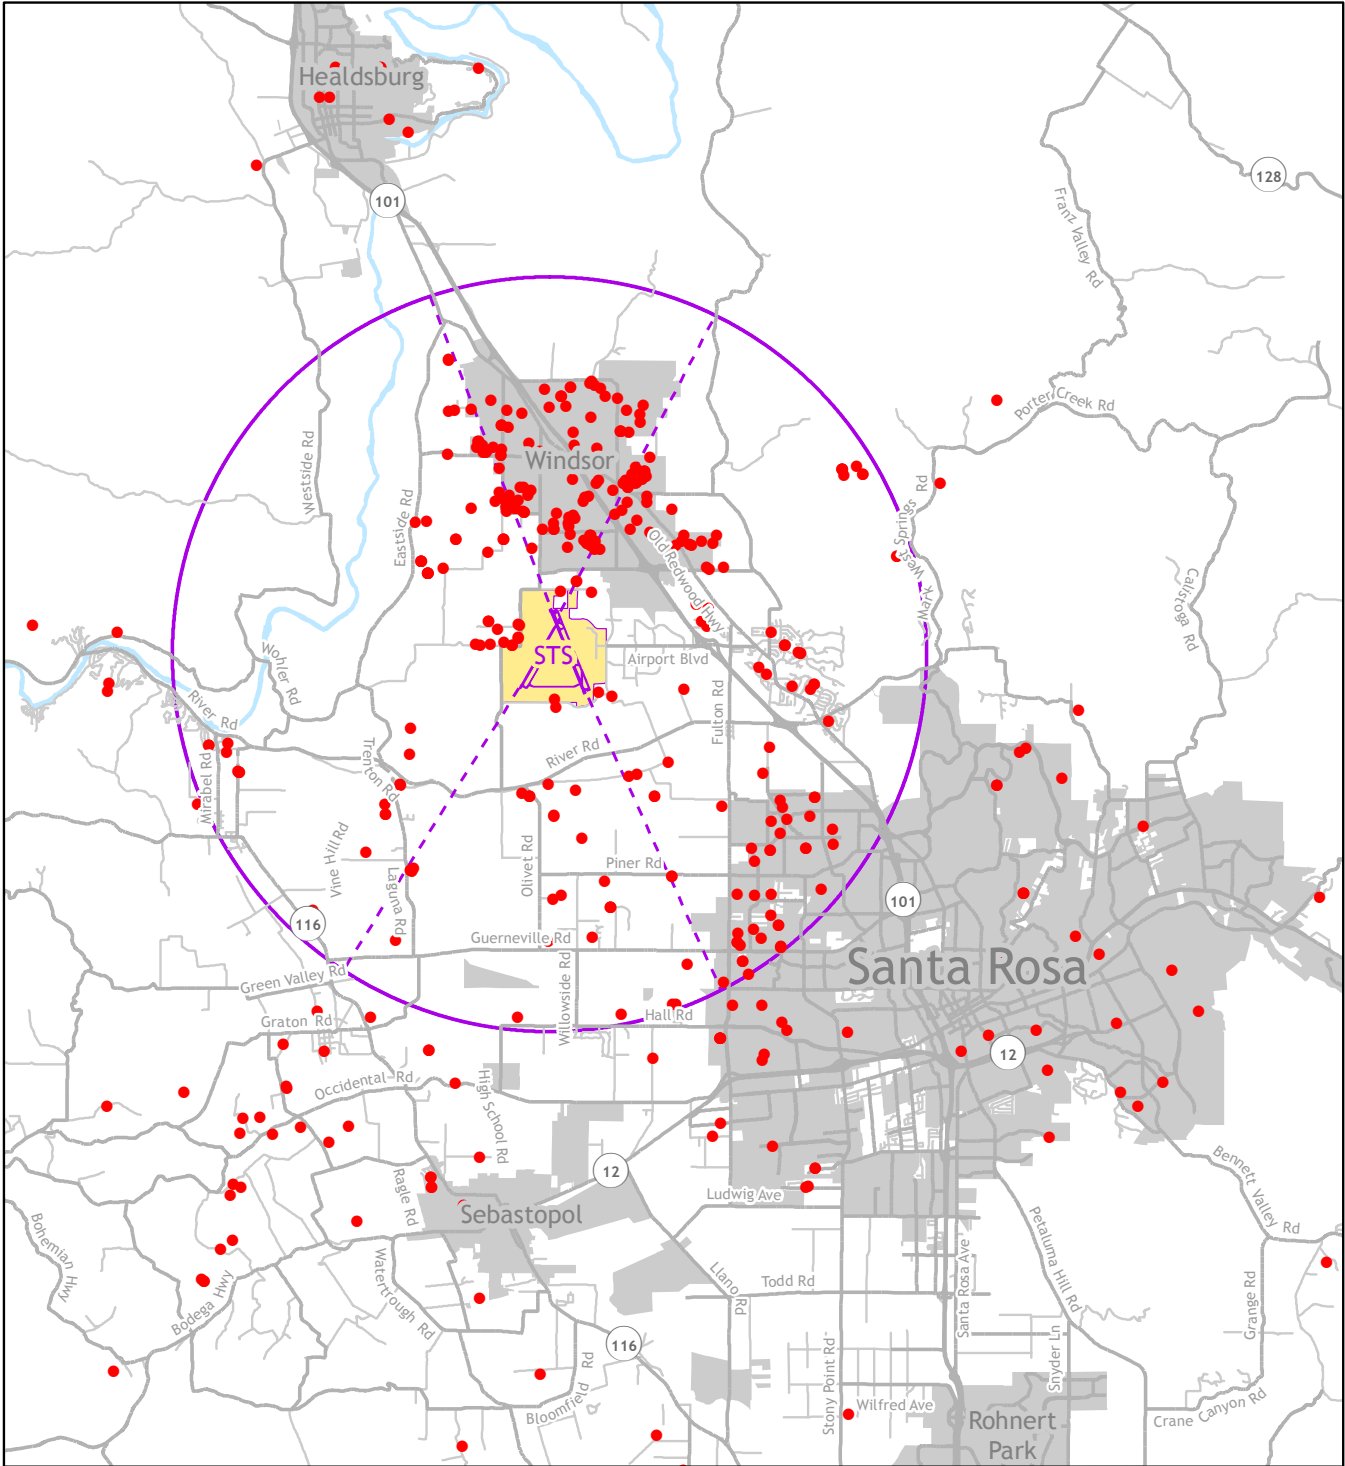 Healdsburg
128
101
Franz Valley Rd
Porter Creek Rd
Westside Rd
Windsor
Eastside Rd
Mark West Springs Rd
Old Redwood Hwy
Calistoga Rd
STS
Airport Blvd
Wohler Rd
River Rd
Fulton Rd
River Rd
Trenton Rd
Mirabel Rd
Vine Hill Rd
Olivet Rd
Piner Rd
Laguna Rd
101
116
Guerneville Rd
Santa Rosa
Green Valley Rd
Willowside Rd
Graton Rd
Hall Rd
12
Occidental Rd
High School Rd
12
Bennett Valley Rd
Ragle Rd
Ludwig Ave
Sebastopol
Bohemian Hwy
Petaluma Hill Rd
Watertrough Rd
Llano Rd
Todd Rd
Santa Rosa Ave
Bodega Hwy
Grange Rd
116
Stony Point Rd
Snyder Ln
Bloomfield Rd
Wilfred Ave
Crane Canyon Rd
Rohnert
Park